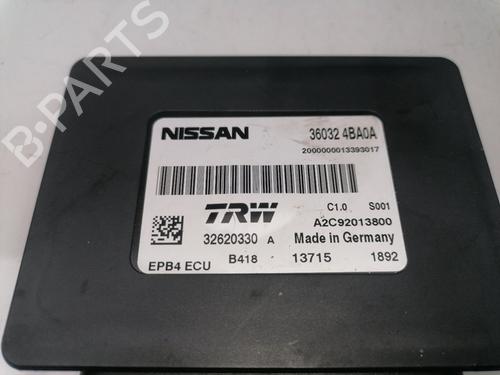 B-PARTS
NISSAN 36032 4BA0A
2000000013393017
C1.0 S001
TRW A2C92013800
32620330 A Made in Germany
EPB4 ECU B418 13715 1892